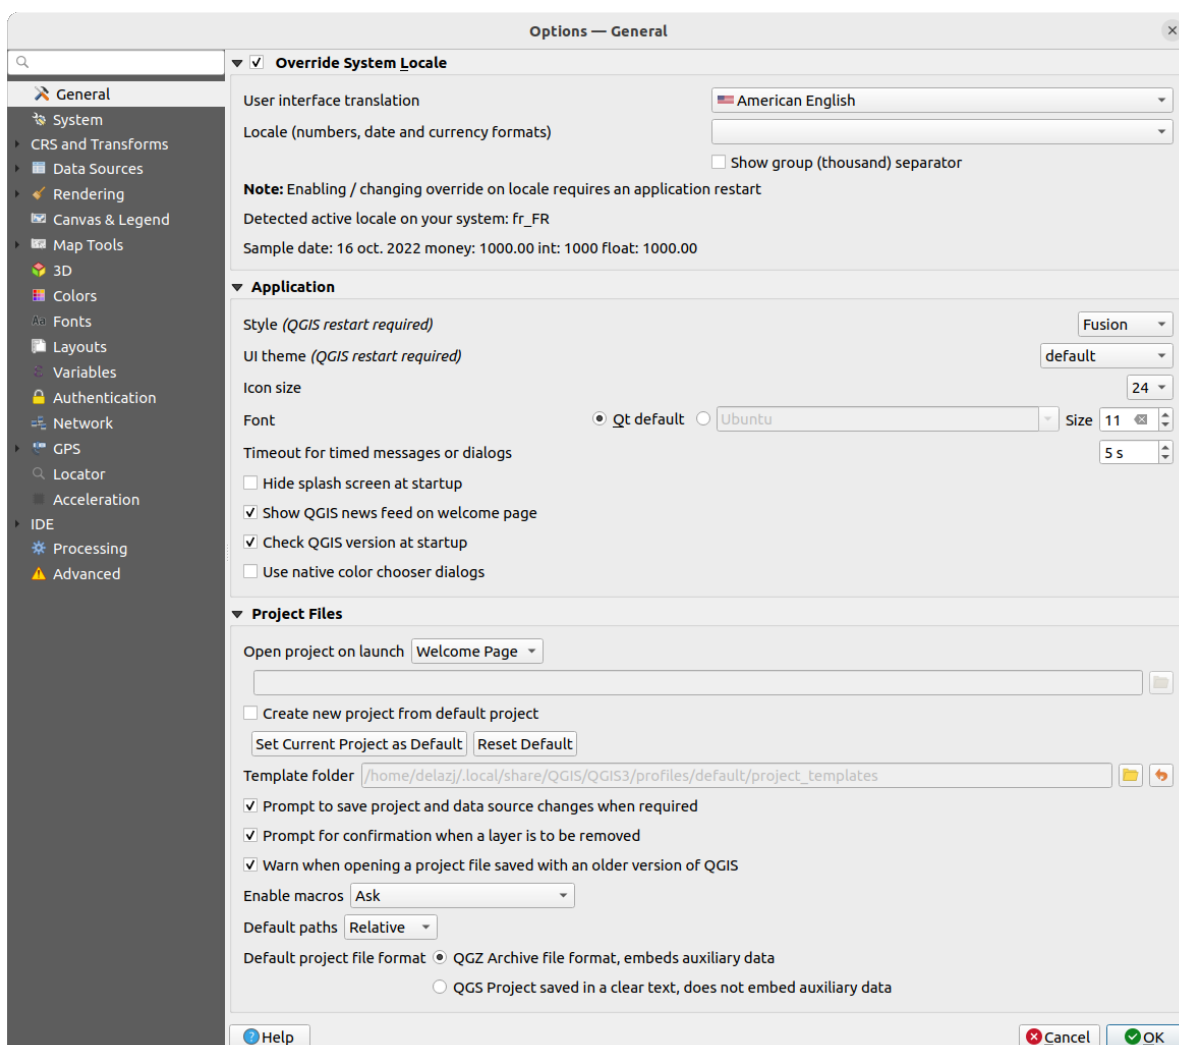 Options — General
General
System
CRS and Transforms
Data Sources
Rendering
Canvas & Legend
Map Tools
3D
Colors
Fonts
Layouts
Variables
Authentication
Network
GPS
Locator
Acceleration
IDE
Processing
Advanced
Override System Locale
User interface translation American English
Locale (numbers, date and currency formats)
Show group (thousand) separator
Note: Enabling / changing override on locale requires an application restart
Detected active locale on your system: fr_FR
Sample date: 16 oct. 2022 money: 1000.00 int: 1000 float: 1000.00
Application
Style (QGIS restart required) Fusion
UI theme (QGIS restart required) default
Icon size 24
Font Qt default Ubuntu Size 11
Timeout for timed messages or dialogs 5 s
Hide splash screen at startup
Show QGIS news feed on welcome page
Check QGIS version at startup
Use native color chooser dialogs
Project Files
Open project on launch Welcome Page
Create new project from default project
Set Current Project as Default Reset Default
Template folder /home/delazj/.local/share/QGIS/QGIS3/profiles/default/project_templates
Prompt to save project and data source changes when required
Prompt for confirmation when a layer is to be removed
Warn when opening a project file saved with an older version of QGIS
Enable macros Ask
Default paths Relative
Default project file format QGZ Archive file format, embeds auxiliary data
QGS Project saved in a clear text, does not embed auxiliary data
Help Cancel OK